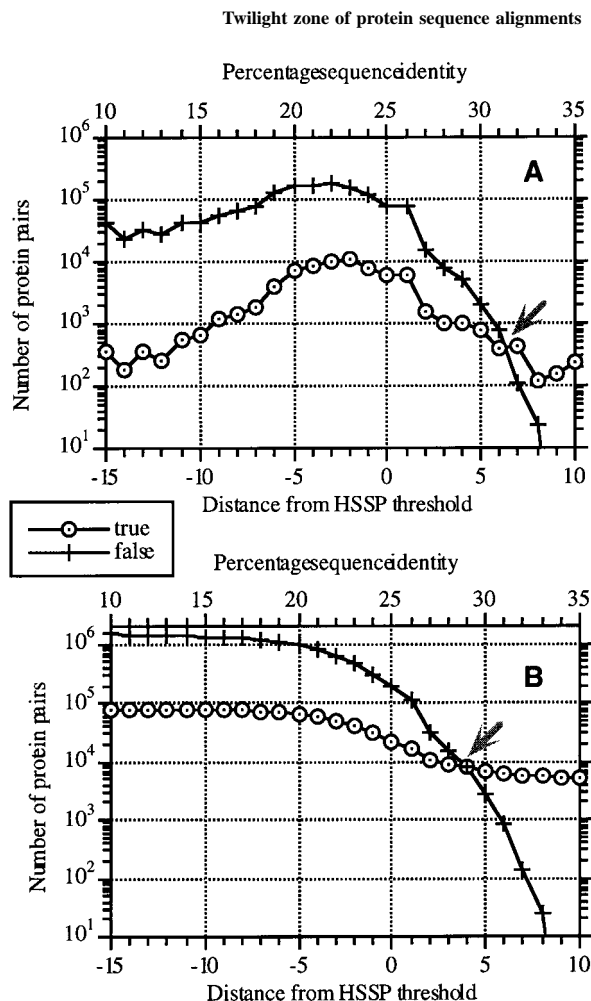 Twilight zone of protein sequence alignments
Percentagesequenceidentity
10 15 20 25 30 35
A
10^6
10^5
10^4
10^3
10^2
10^1
Number of protein pairs
-15 -10 -5 0 5 10
Distance from HSSP threshold
true
false
Percentagesequenceidentity
10 15 20 25 30 35
B
10^6
10^5
10^4
10^3
10^2
10^1
Number of protein pairs
-15 -10 -5 0 5 10
Distance from HSSP threshold